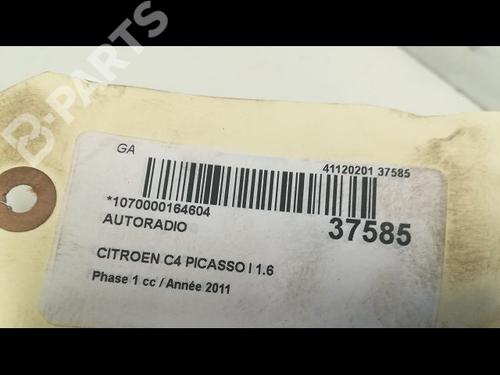 B-PARTS
GA
41120201 37585
*1070000164604
AUTORADIO
37585
CITROEN C4 PICASSO I 1.6
Phase 1 cc / Année 2011